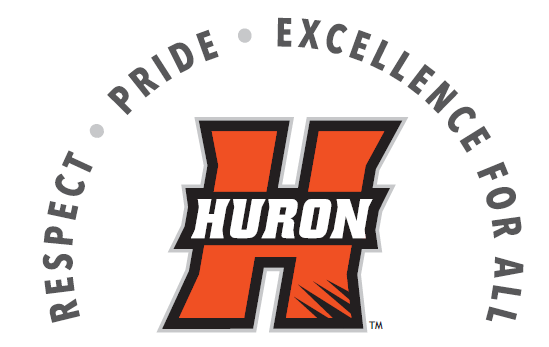 RESPECT • PRIDE • EXCELLENCE FOR ALL
H
HURON
TM